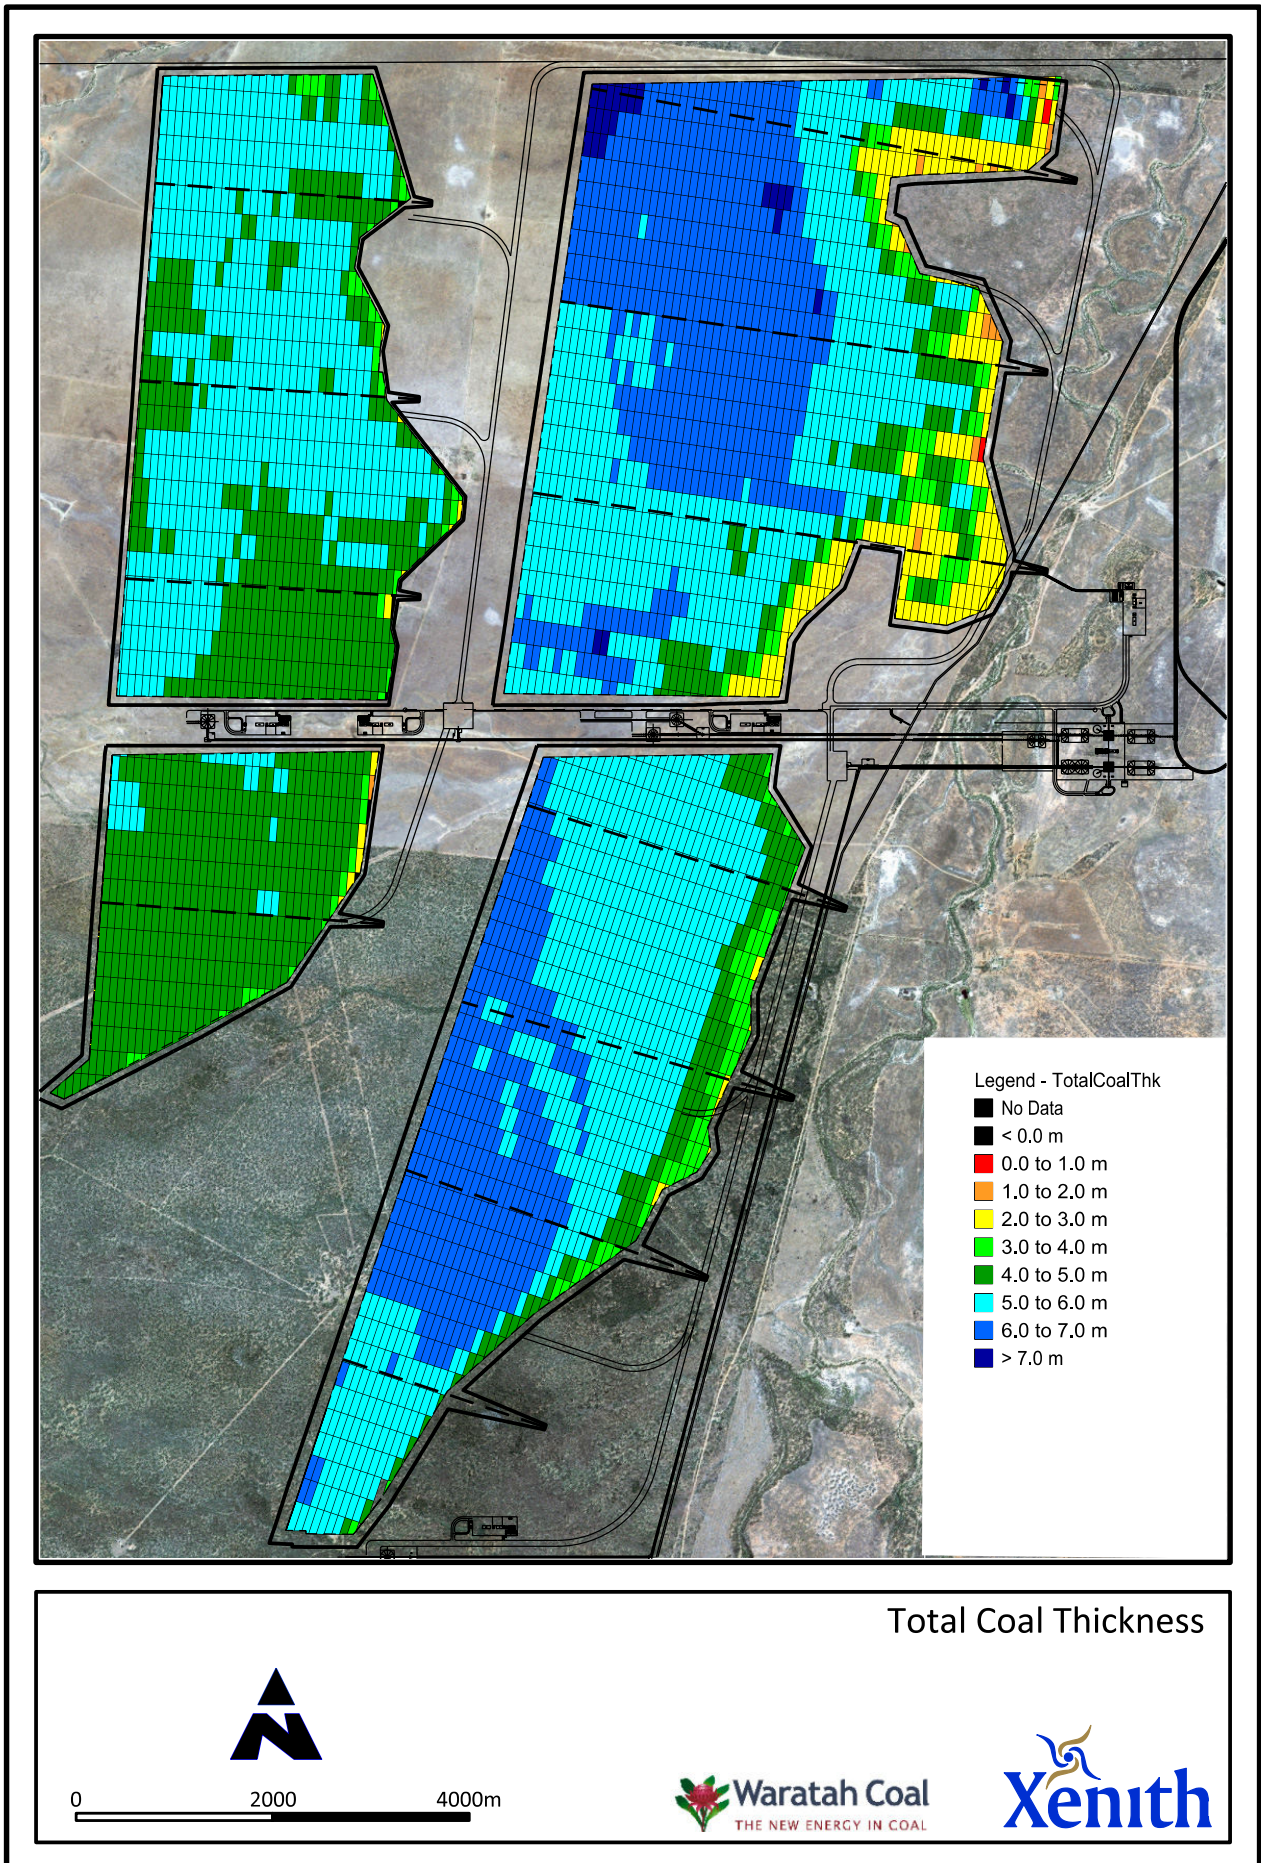 Legend - TotalCoalThk
No Data
< 0.0 m
0.0 to 1.0 m
1.0 to 2.0 m
2.0 to 3.0 m
3.0 to 4.0 m
4.0 to 5.0 m
5.0 to 6.0 m
6.0 to 7.0 m
> 7.0 m
Total Coal Thickness
N
0 2000 4000m
Waratah Coal
THE NEW ENERGY IN COAL
Xenith